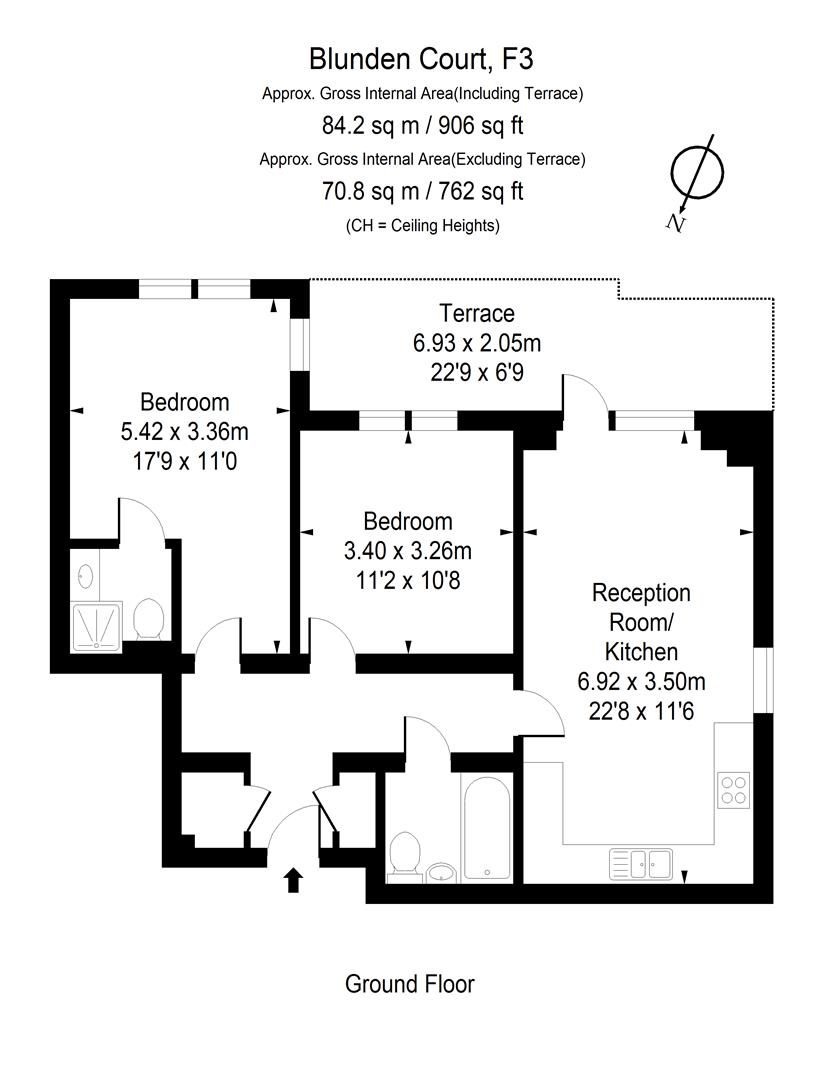 Blunden Court, F3
Approx. Gross Internal Area(Including Terrace)
84.2 sq m / 906 sq ft
Approx. Gross Internal Area(Excluding Terrace)
70.8 sq m / 762 sq ft
(CH = Ceiling Heights)
N
Terrace
6.93 x 2.05m
22'9 x 6'9
Bedroom
5.42 x 3.36m
17'9 x 11'0
Bedroom
3.40 x 3.26m
11'2 x 10'8
Reception
Room/
Kitchen
6.92 x 3.50m
22'8 x 11'6
Ground Floor